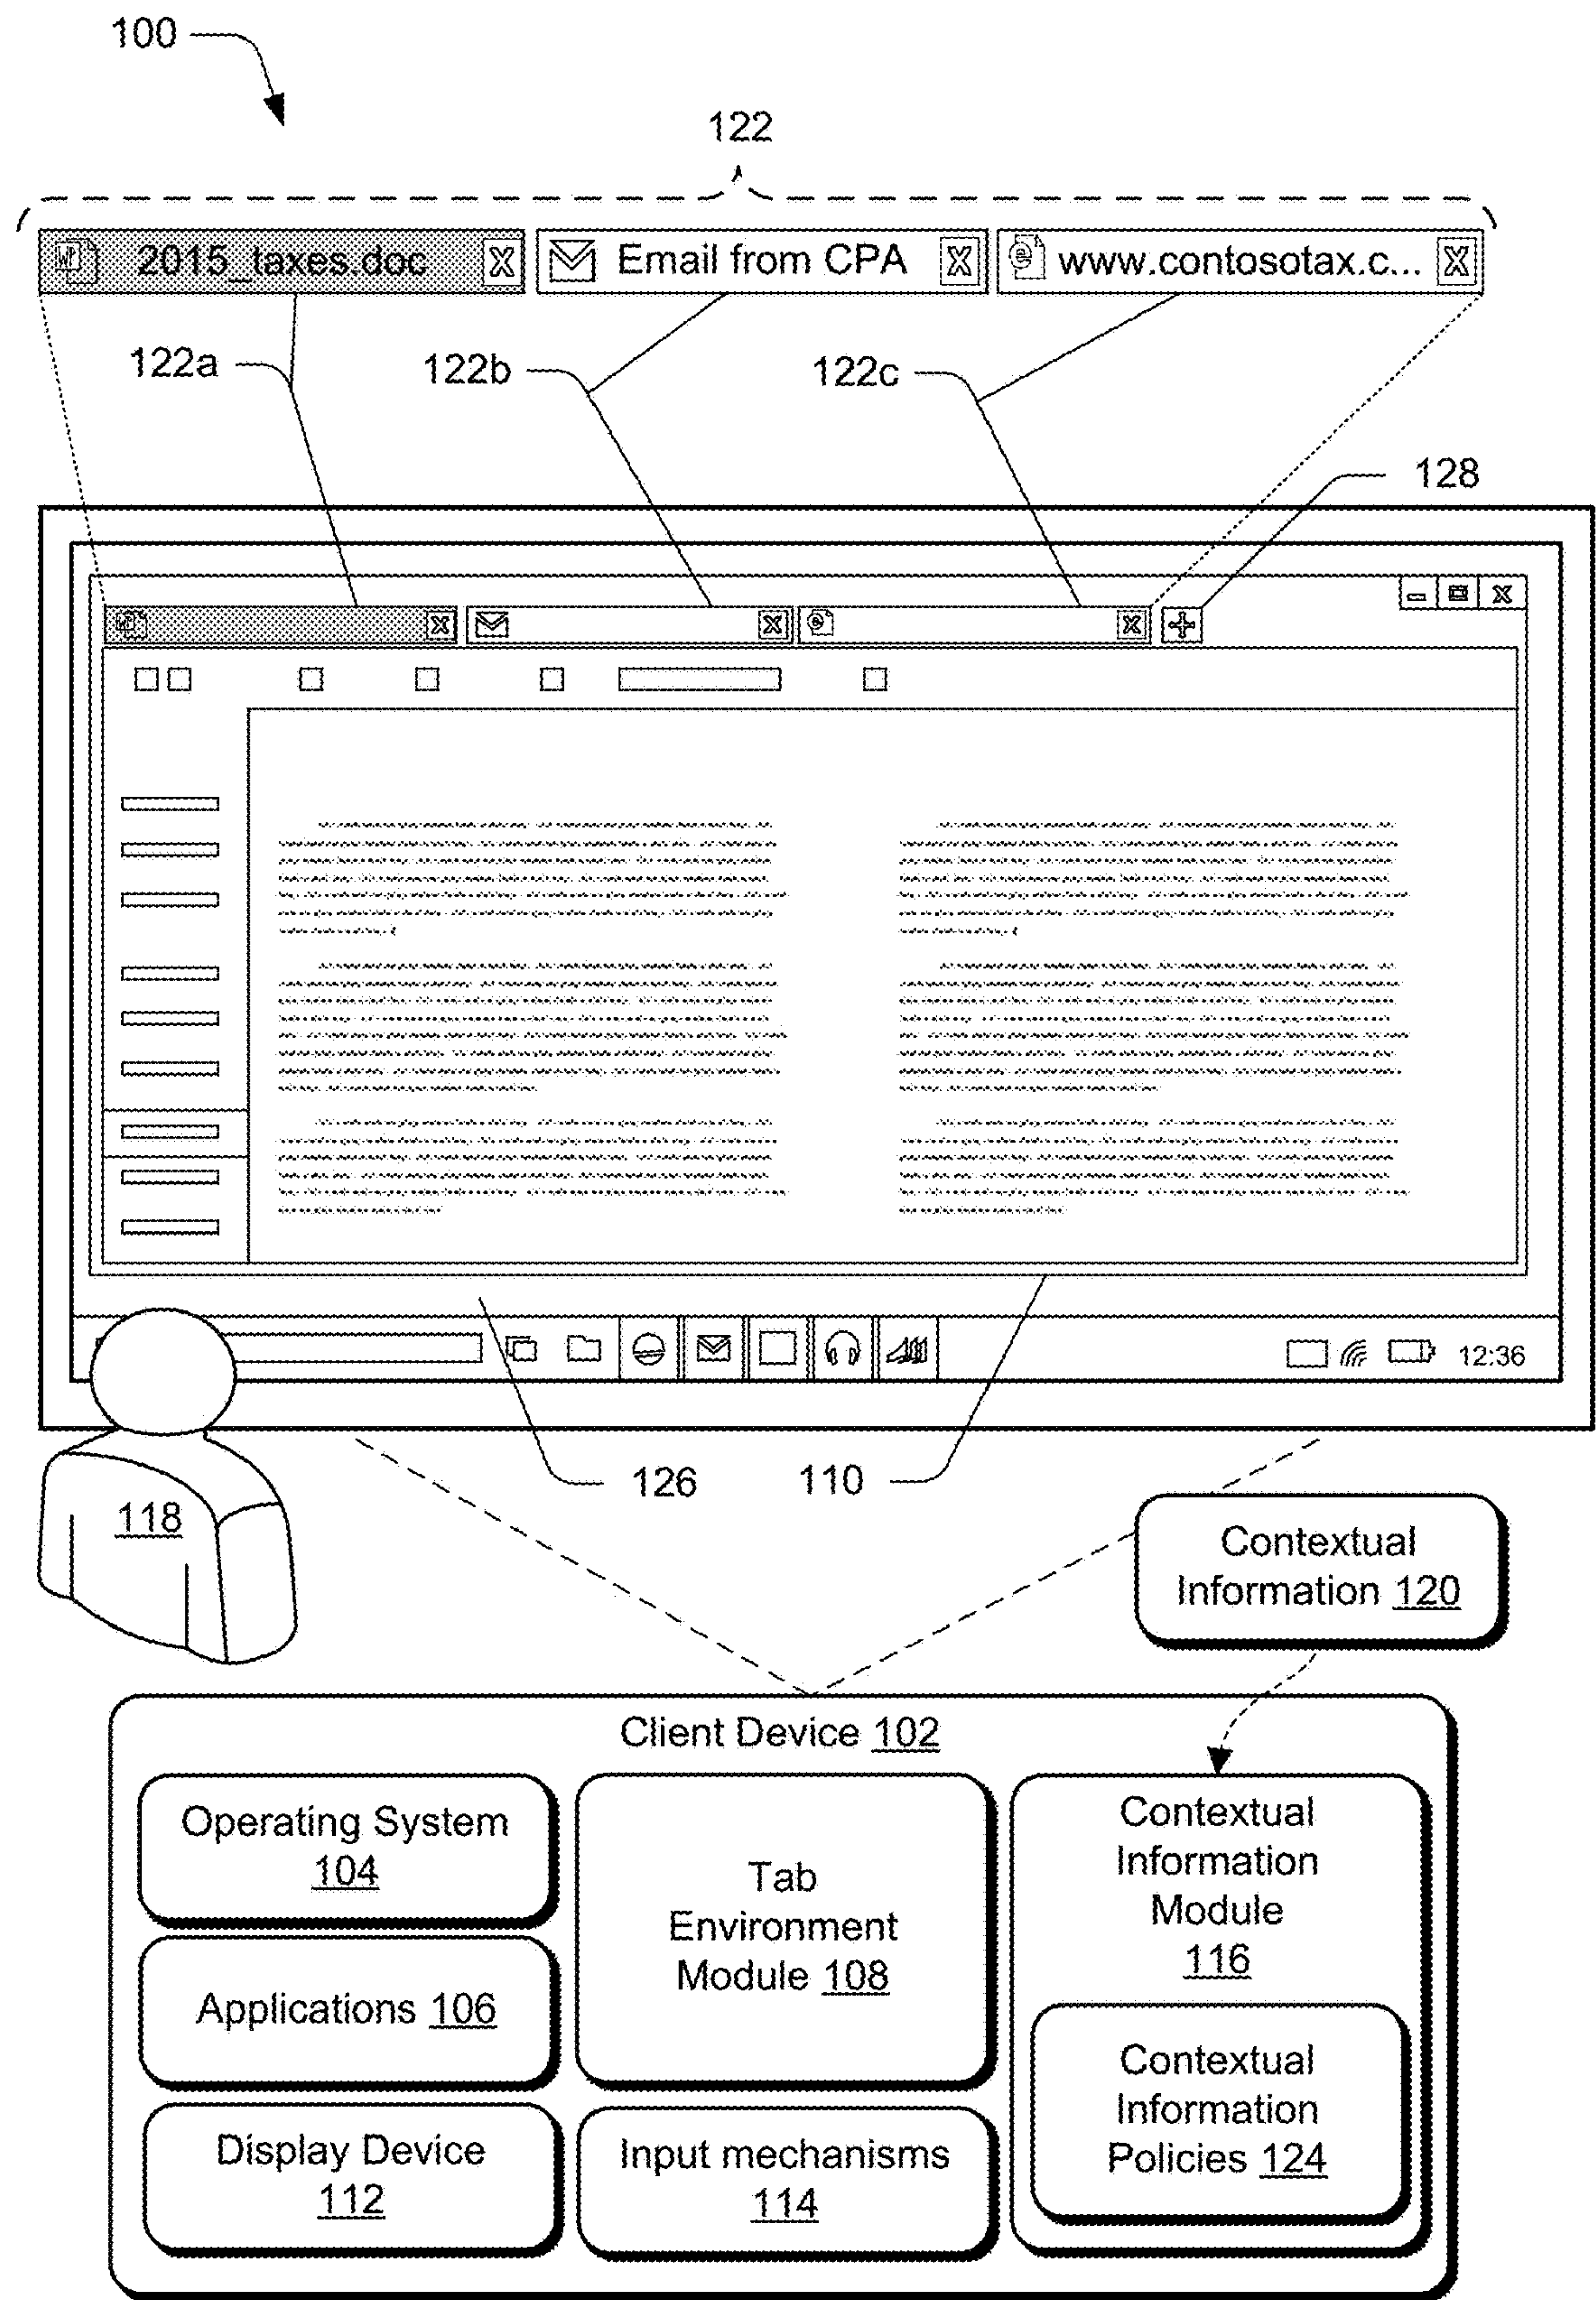 100
122
2015_taxes.doc X Email from CPA X www.contosotax.c... X
122a 122b 122c
128
X X X X
12:36
126 110
118
Contextual
Information 120
Client Device 102
Operating System
104
Applications 106
Display Device
112
Tab
Environment
Module 108
Input mechanisms
114
Contextual
Information
Module
116
Contextual
Information
Policies 124